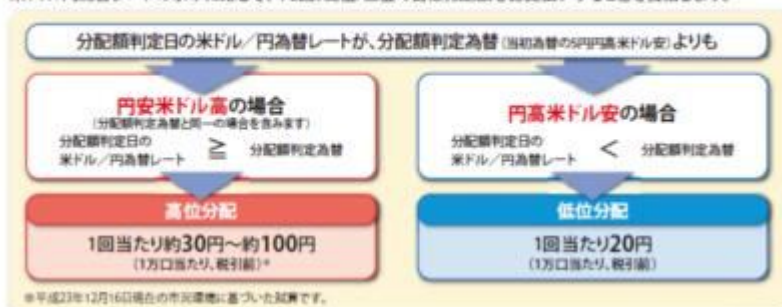 分配額判定日の米ドル／円為替レートが、分配額判定為替(当初為替の5円円高米ドル安)よりも
円安米ドル高の場合
(分配額判定為替と同一の場合を含みます)
分配額判定日の
米ドル／円為替レート ≧ 分配額判定為替
高位分配
1回当たり約30円～約100円
(1万口当たり、税引前)*
円高米ドル安の場合
分配額判定日の
米ドル／円為替レート < 分配額判定為替
低位分配
1回当たり20円
(1万口当たり、税引前)
※平成23年12月16日現在の市況環境に基づいた試算です。